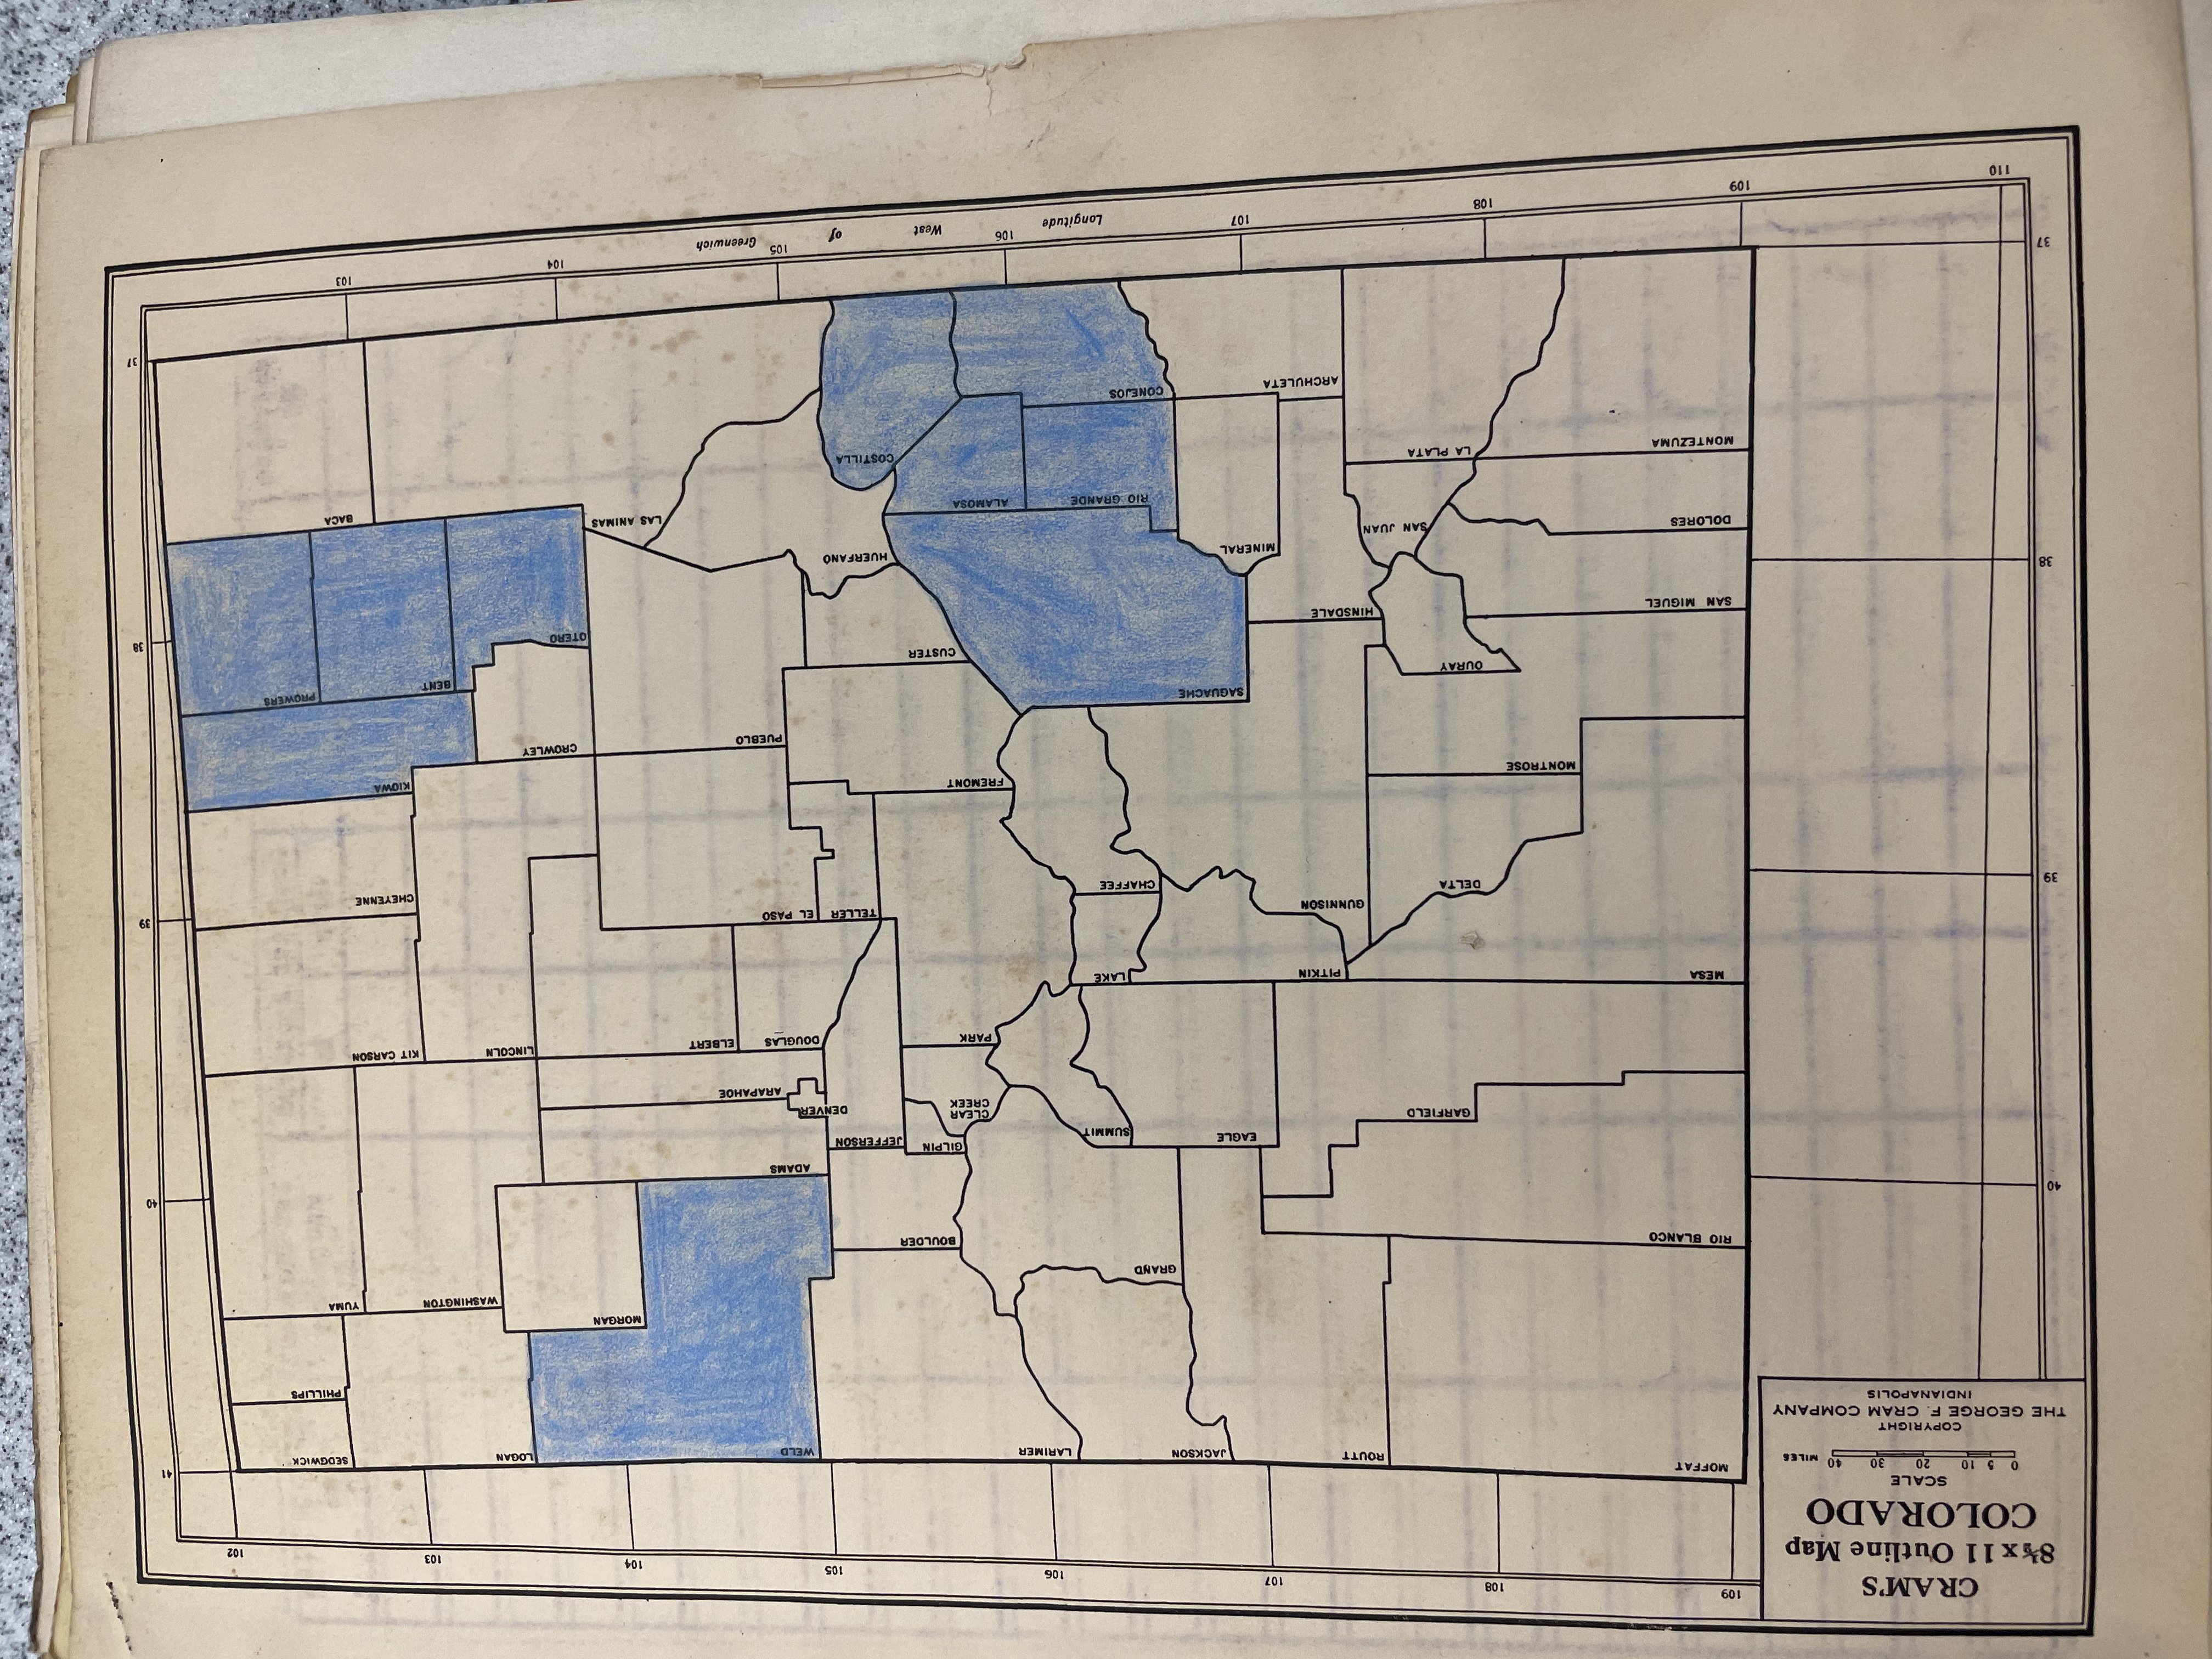 CRAM'S
8½ x 11 Outline Map
COLORADO
SCALE
0 5 10 20 30 40 MILES
COPYRIGHT
THE GEORGE F. CRAM COMPANY
INDIANAPOLIS
109 108 107 106 105 104 103 102
41
40
39
38
37
40
39
38
37
110 109 108 107 106 105 104 103
Longitude West of Greenwich
MOFFAT
ROUTT
JACKSON
LARIMER
WELD
LOGAN
SEDGWICK
PHILLIPS
MORGAN
WASHINGTON
YUMA
RIO BLANCO
GRAND
BOULDER
ADAMS
GARFIELD
EAGLE
SUMMIT
GILPIN
JEFFERSON
CLEAR
CREEK
DENVER
ARAPAHOE
PARK
DOUGLAS
ELBERT
LINCOLN
KIT CARSON
MESA
PITKIN
LAKE
TELLER
EL PASO
CHEYENNE
GUNNISON
DELTA
CHAFFEE
FREMONT
MONTROSE
PUEBLO
CROWLEY
KIOWA
SAGUACHE
CUSTER
OTERO
BENT
PROWERS
OURAY
HINSDALE
SAN MIGUEL
MINERAL
HUERFANO
LAS ANIMAS
BACA
DOLORES
SAN JUAN
RIO GRANDE
ALAMOSA
COSTILLA
MONTEZUMA
LA PLATA
ARCHULETA
CONEJOS